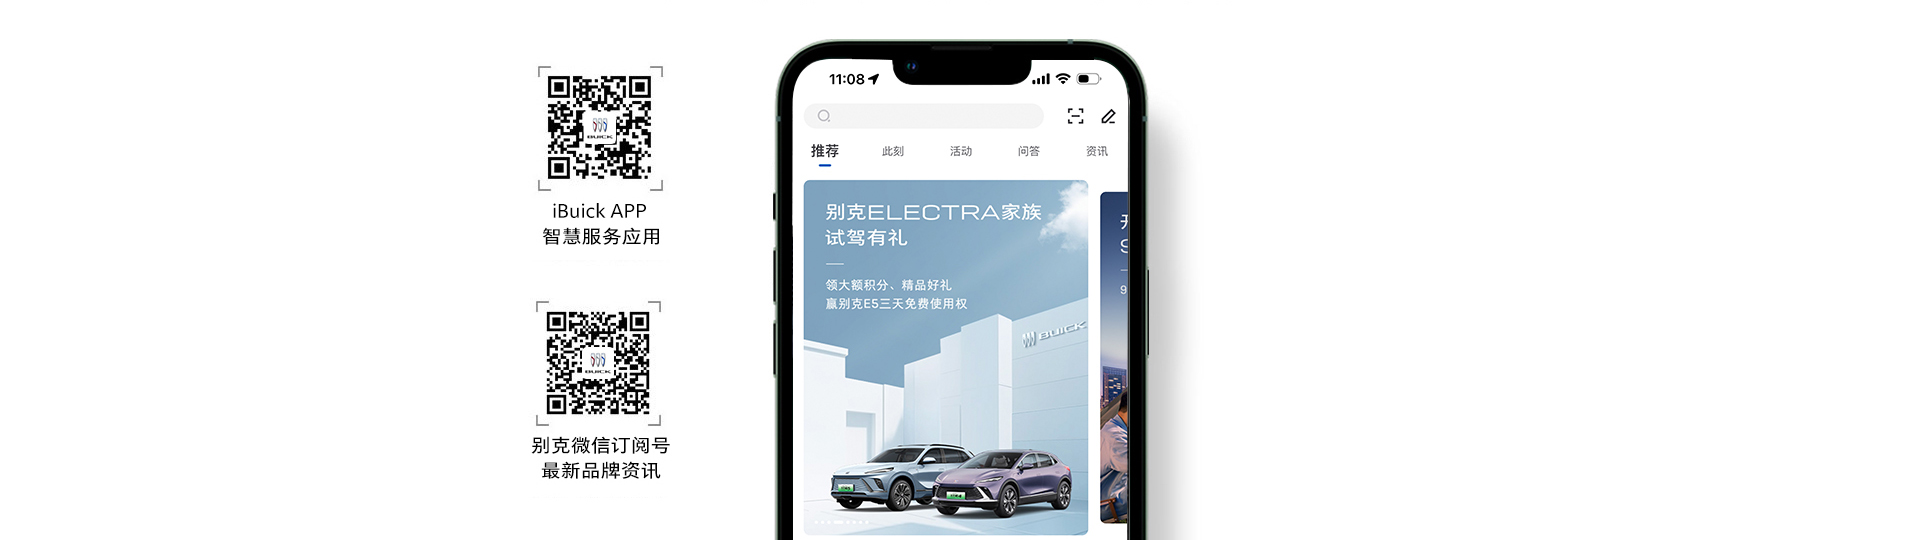 BUICK
iBuick APP
智慧服务应用
BUICK
别克微信订阅号
最新品牌资讯
11:08
推荐
此刻
活动
问答
资讯
别克ELECTRA家族
试驾有礼
领大额积分、精品好礼
赢别克E5三天免费使用权
BUICK
9